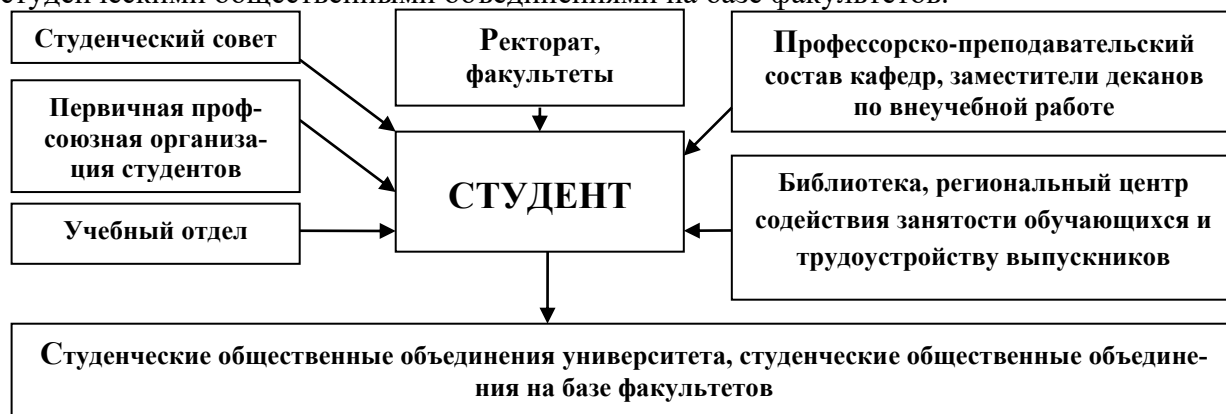 студенческими общественными объединениями на базе факультетов.
Студенческий совет
Ректорат,
факультеты
Профессорско-преподавательский
состав кафедр, заместители деканов
по внеучебной работе
Первичная проф-
союзная организа-
ция студентов
СТУДЕНТ
Библиотека, региональный центр
содействия занятости обучающихся и
трудоустройству выпускников
Учебный отдел
Студенческие общественные объединения университета, студенческие общественные объедине-
ния на базе факультетов